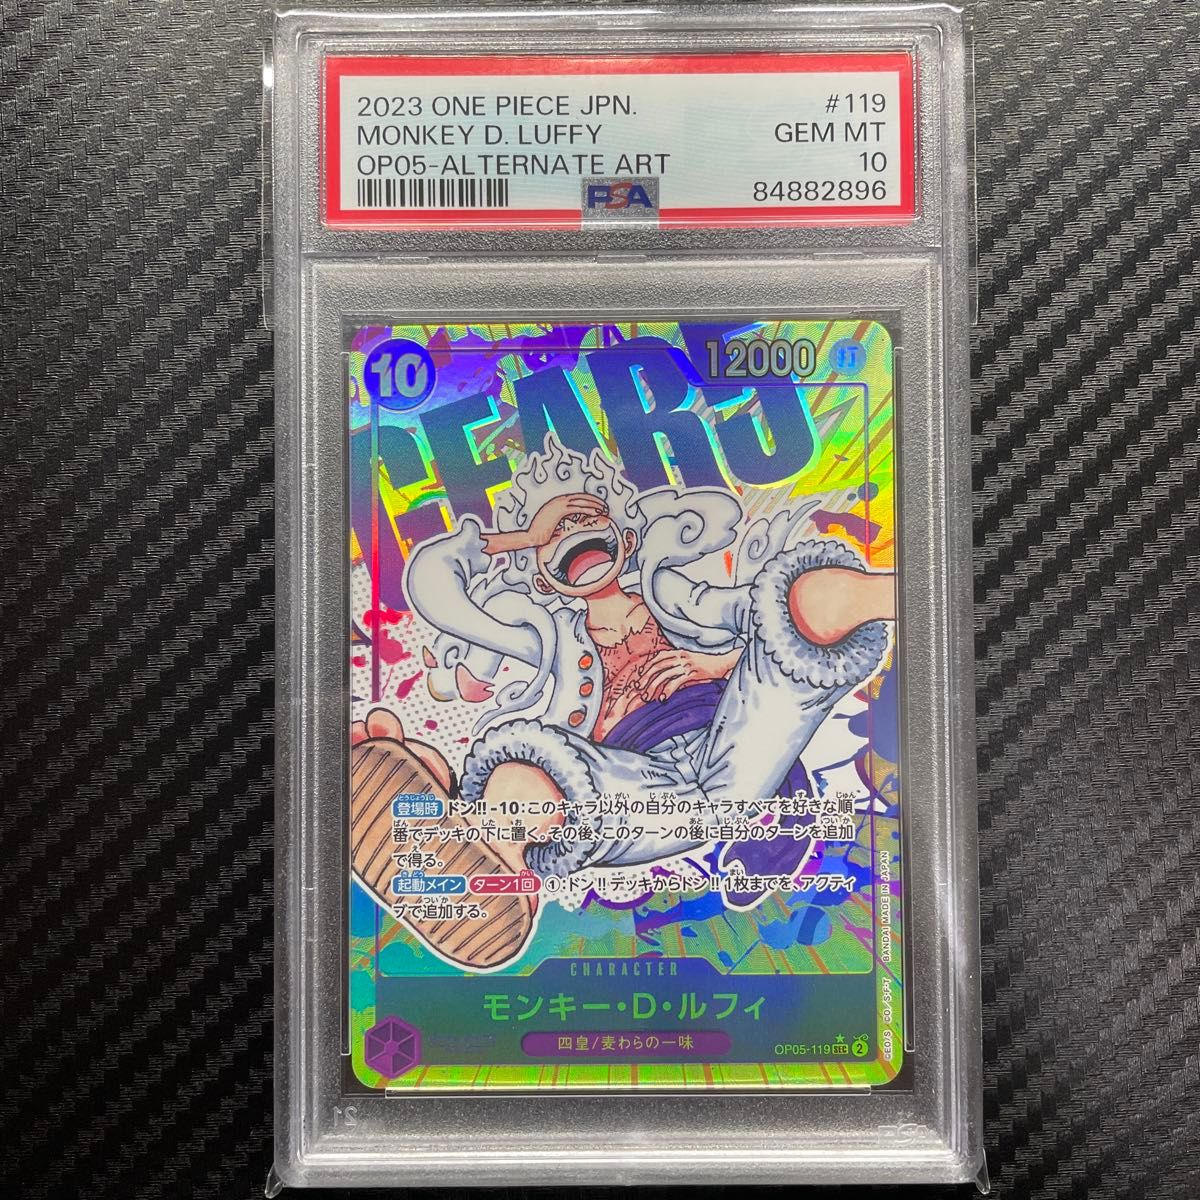 2023 ONE PIECE JPN. #119
MONKEY D. LUFFY GEM MT
OP05-ALTERNATE ART 10
PSA 84882896
10
12000
打
GEAR5
登場時 ドン!!-10:このキャラ以外の自分のキャラすべてを好きな順
番でデッキの下に置く。その後、このターンの後に自分のターンを追加
で得る。
起動メイン ターン1回 ①:ドン!!デッキからドン!!1枚までを、アクティ
ブで追加する。
CHARACTER
モンキー・D・ルフィ
四皇/麦わらの一味
OP05-119 SEC 2
©EO/S CO/S・F・T BANDAI MADE IN JAPAN
PSA